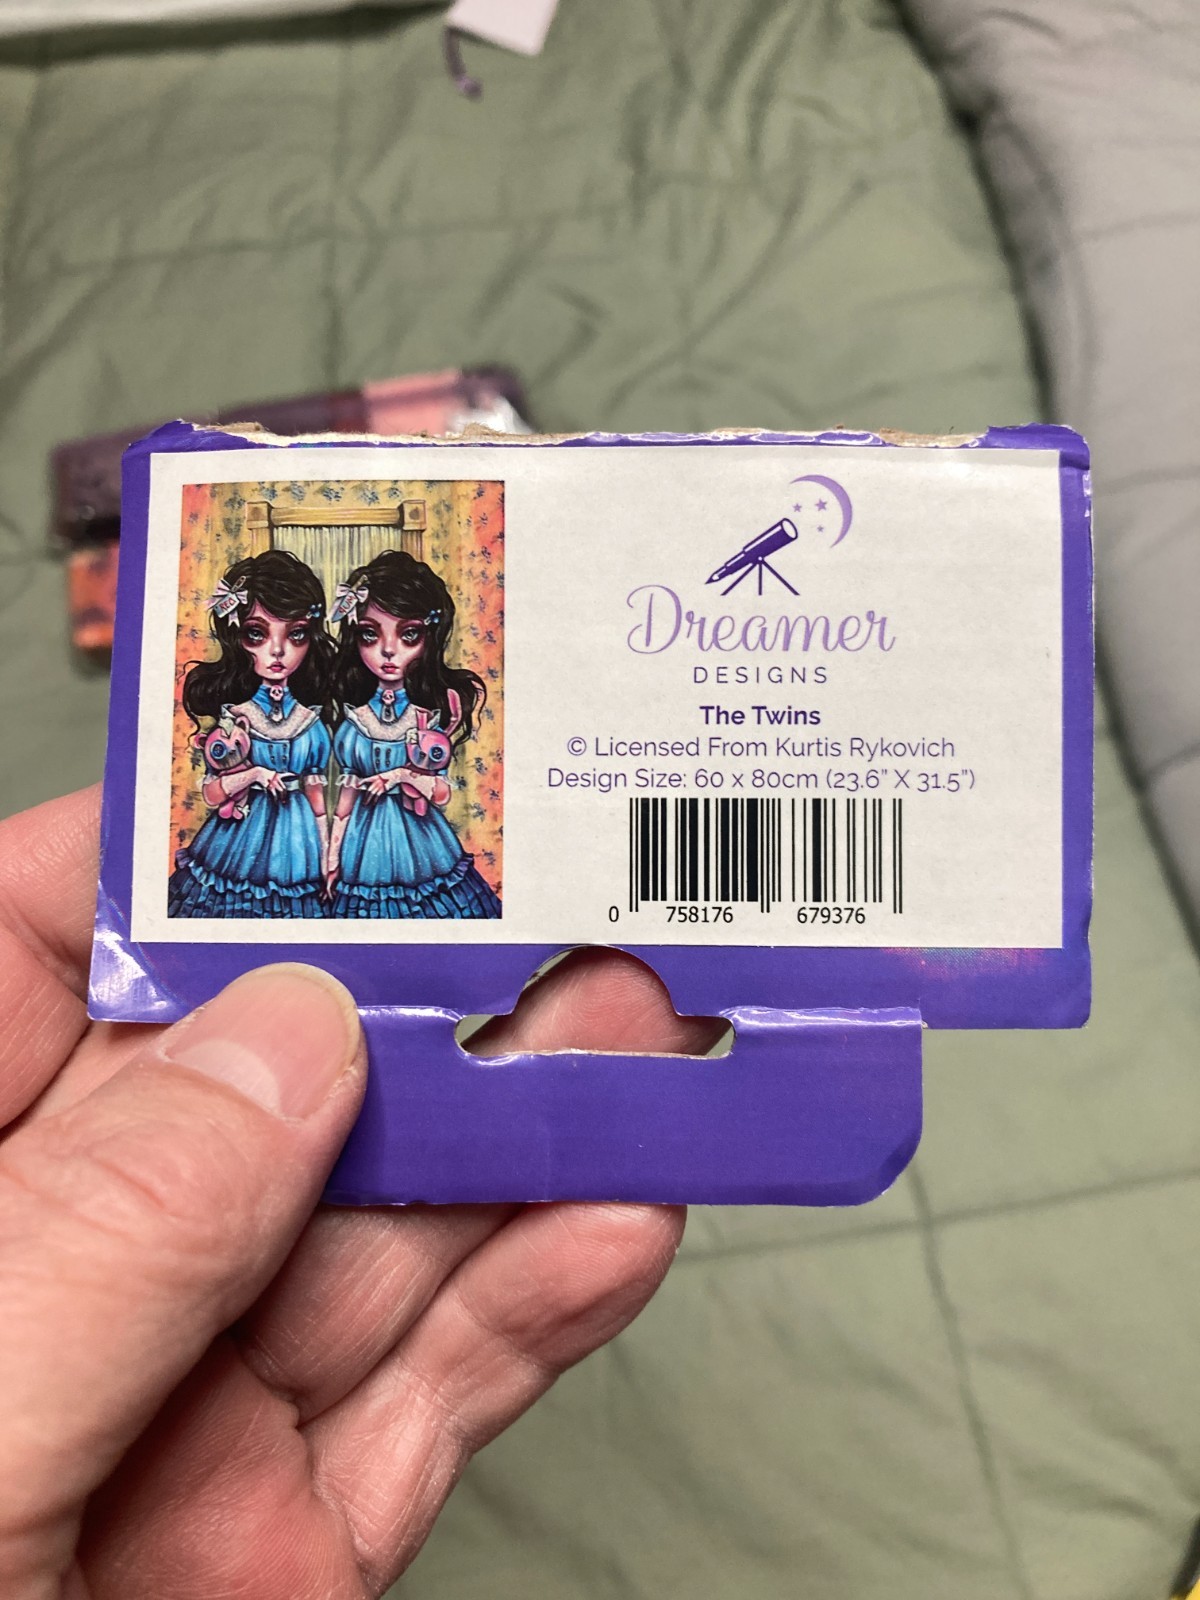 Dreamer
DESIGNS
The Twins
© Licensed From Kurtis Rykovich
Design Size: 60 x 80cm (23.6" X 31.5")
0 758176 679376